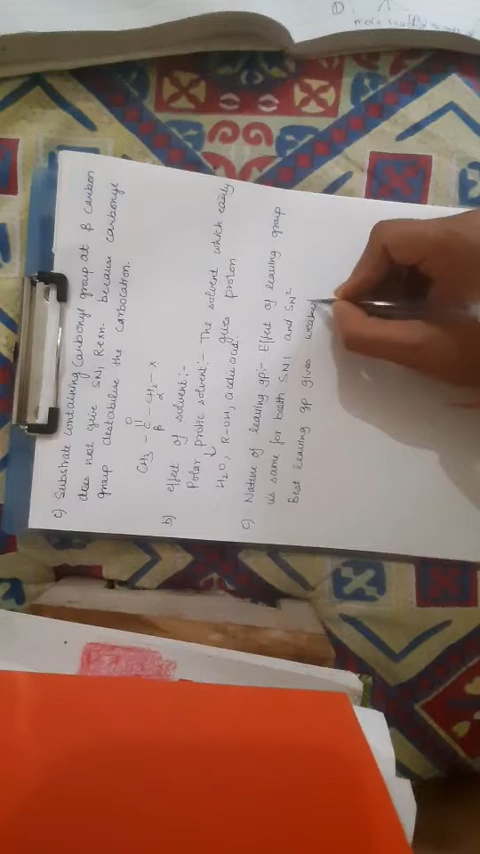 c) Substrate containing Carbonyl group at β carbon
does not give SN1 Rexn. because carbonyl
group destabilise the carbocation.
O
CH3 - C - CH2 - X
β α
b) effect of solvent:-
Polar protic solvent:- The solvent which easily
gives proton
H2O, R-OH, acetic acid
c) Nature of leaving gp:- Effect of leaving group
is same for both SN1 and SN2
Best leaving gp gives weaker
①